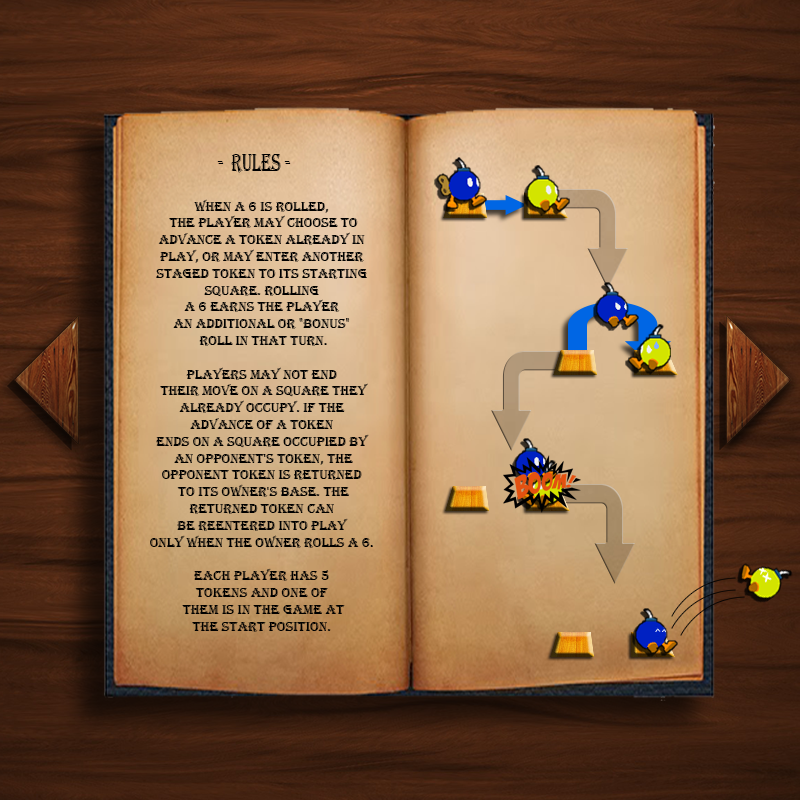 - RULES -
WHEN A 6 IS ROLLED,
THE PLAYER MAY CHOOSE TO
ADVANCE A TOKEN ALREADY IN
PLAY, OR MAY ENTER ANOTHER
STAGED TOKEN TO ITS STARTING
SQUARE. ROLLING
A 6 EARNS THE PLAYER
AN ADDITIONAL OR "BONUS"
ROLL IN THAT TURN.
PLAYERS MAY NOT END
THEIR MOVE ON A SQUARE THEY
ALREADY OCCUPY. IF THE
ADVANCE OF A TOKEN
ENDS ON A SQUARE OCCUPIED BY
AN OPPONENT'S TOKEN, THE
OPPONENT TOKEN IS RETURNED
TO ITS OWNER'S BASE. THE
RETURNED TOKEN CAN
BE REENTERED INTO PLAY
ONLY WHEN THE OWNER ROLLS A 6.
EACH PLAYER HAS 5
TOKENS AND ONE OF
THEM IS IN THE GAME AT
THE START POSITION.
BOOM!